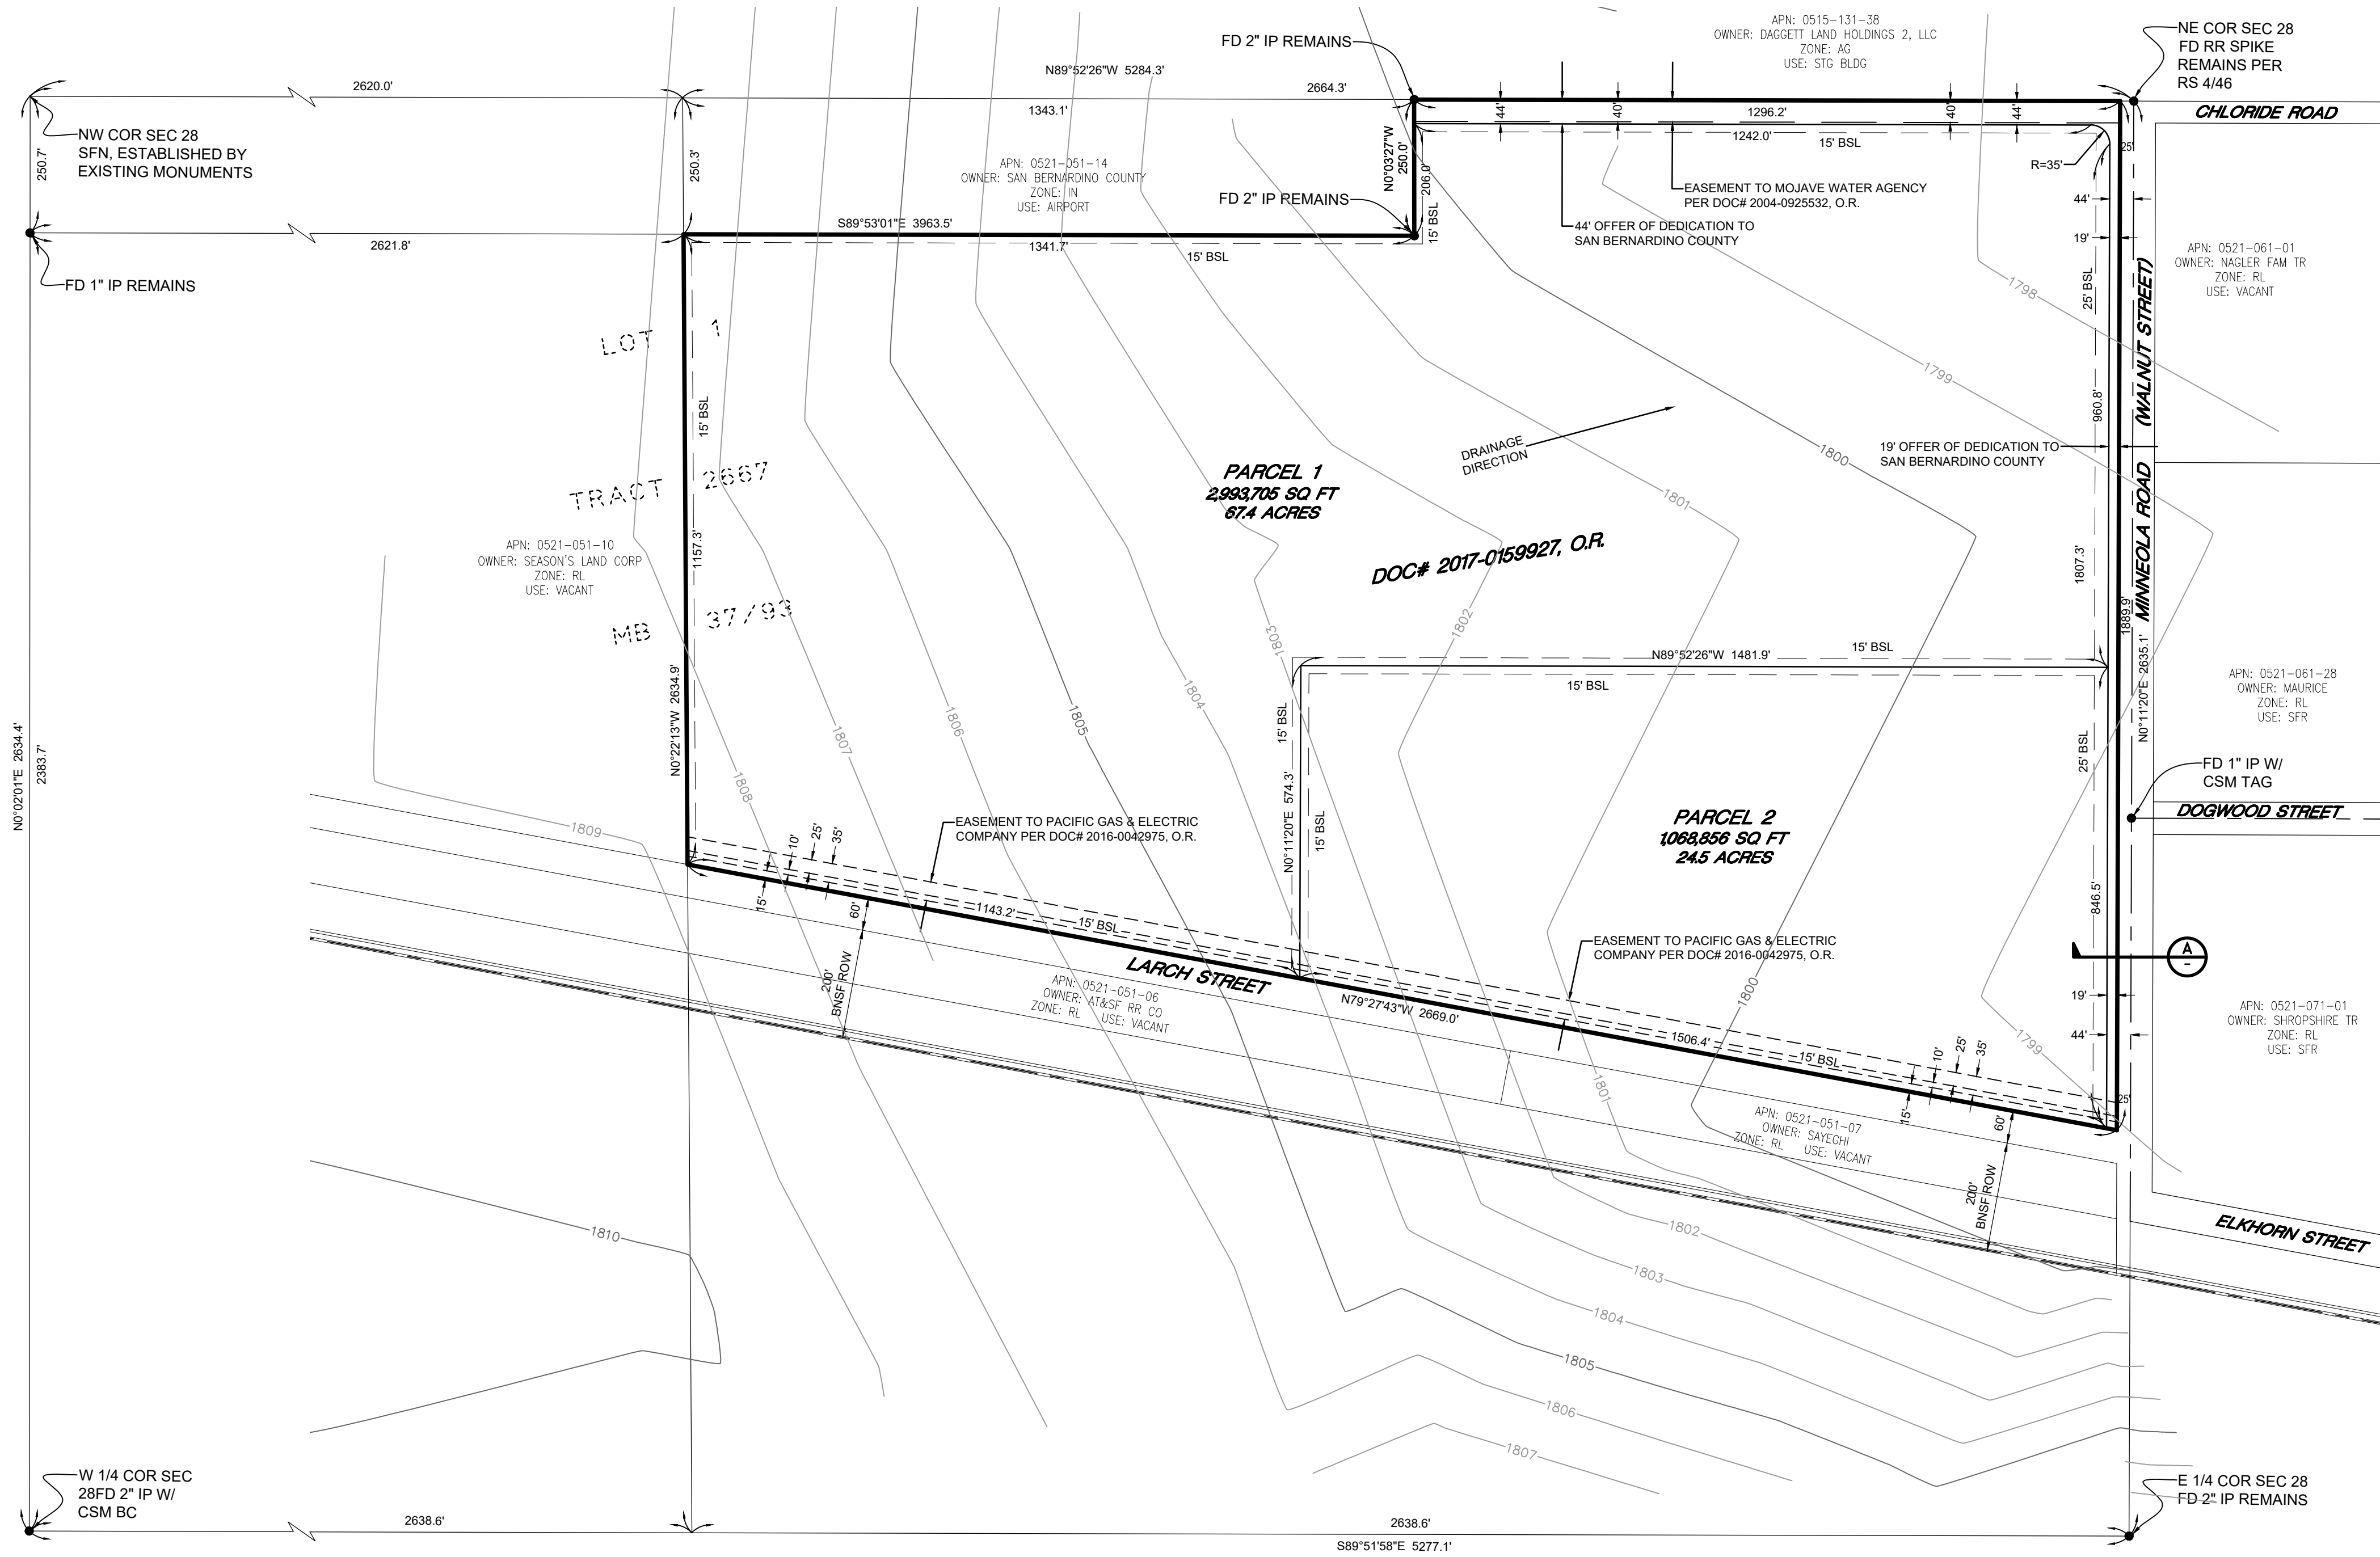 APN: 0515-131-38
OWNER: DAGGETT LAND HOLDINGS 2, LLC
ZONE: AG
USE: STG BLDG
NE COR SEC 28
FD RR SPIKE
REMAINS PER
RS 4/46
FD 2" IP REMAINS
N89°52'26"W 5284.3'
2620.0'
2664.3'
1343.1'
CHLORIDE ROAD
44'
40'
1296.2'
40'
44'
1242.0'
15' BSL
R=35'
25'
NW COR SEC 28
SFN, ESTABLISHED BY
EXISTING MONUMENTS
250.7'
250.3'
APN: 0521-051-14
OWNER: SAN BERNARDINO COUNTY
ZONE: IN
USE: AIRPORT
N0°03'27"W
250.0'
206.0'
15' BSL
FD 2" IP REMAINS
EASEMENT TO MOJAVE WATER AGENCY
PER DOC# 2004-0925532, O.R.
44' OFFER OF DEDICATION TO
SAN BERNARDINO COUNTY
44'
19'
25' BSL
S89°53'01"E 3963.5'
1341.7'
15' BSL
2621.8'
FD 1" IP REMAINS
APN: 0521-061-01
OWNER: NAGLER FAM TR
ZONE: RL
USE: VACANT
1798
1799
LOT 1
15' BSL
960.8'
MINNEOLA ROAD (WALNUT STREET)
DRAINAGE
DIRECTION
1800
19' OFFER OF DEDICATION TO
SAN BERNARDINO COUNTY
PARCEL 1
2,993,705 SQ FT
67.4 ACRES
TRACT 2667
1801
DOC# 2017-0159927, O.R.
APN: 0521-051-10
OWNER: SEASON'S LAND CORP
ZONE: RL
USE: VACANT
1157.3'
1807.3'
1889.9'
MB 37/93
1803
1802
N89°52'26"W 1481.9'
15' BSL
15' BSL
N0°22'13"W 2634.9'
N0°11'20"E 2635.1'
APN: 0521-061-28
OWNER: MAURICE
ZONE: RL
USE: SFR
1804
1805
1806
1807
1808
1809
15' BSL
N0°11'20"E 574.3'
15' BSL
25' BSL
N0°02'01"E 2634.4'
2383.7'
FD 1" IP W/
CSM TAG
DOGWOOD STREET
PARCEL 2
1,068,856 SQ FT
24.5 ACRES
EASEMENT TO PACIFIC GAS & ELECTRIC
COMPANY PER DOC# 2016-0042975, O.R.
10'
25'
35'
15'
60'
1143.2'
15' BSL
200'
BNSF ROW
LARCH STREET
APN: 0521-051-06
OWNER: AT&SF RR CO
ZONE: RL USE: VACANT
EASEMENT TO PACIFIC GAS & ELECTRIC
COMPANY PER DOC# 2016-0042975, O.R.
846.5'
A
-
19'
44'
N79°27'43"W 2669.0'
1506.4'
15' BSL
1800
1799
APN: 0521-071-01
OWNER: SHROPSHIRE TR
ZONE: RL
USE: SFR
10'
25'
35'
15'
60'
25'
1801
APN: 0521-051-07
OWNER: SAYEGHI
ZONE: RL USE: VACANT
200'
BNSF ROW
ELKHORN STREET
1810
1802
1803
1804
1805
1806
1807
W 1/4 COR SEC
28FD 2" IP W/
CSM BC
E 1/4 COR SEC 28
FD 2" IP REMAINS
2638.6'
2638.6'
S89°51'58"E 5277.1'